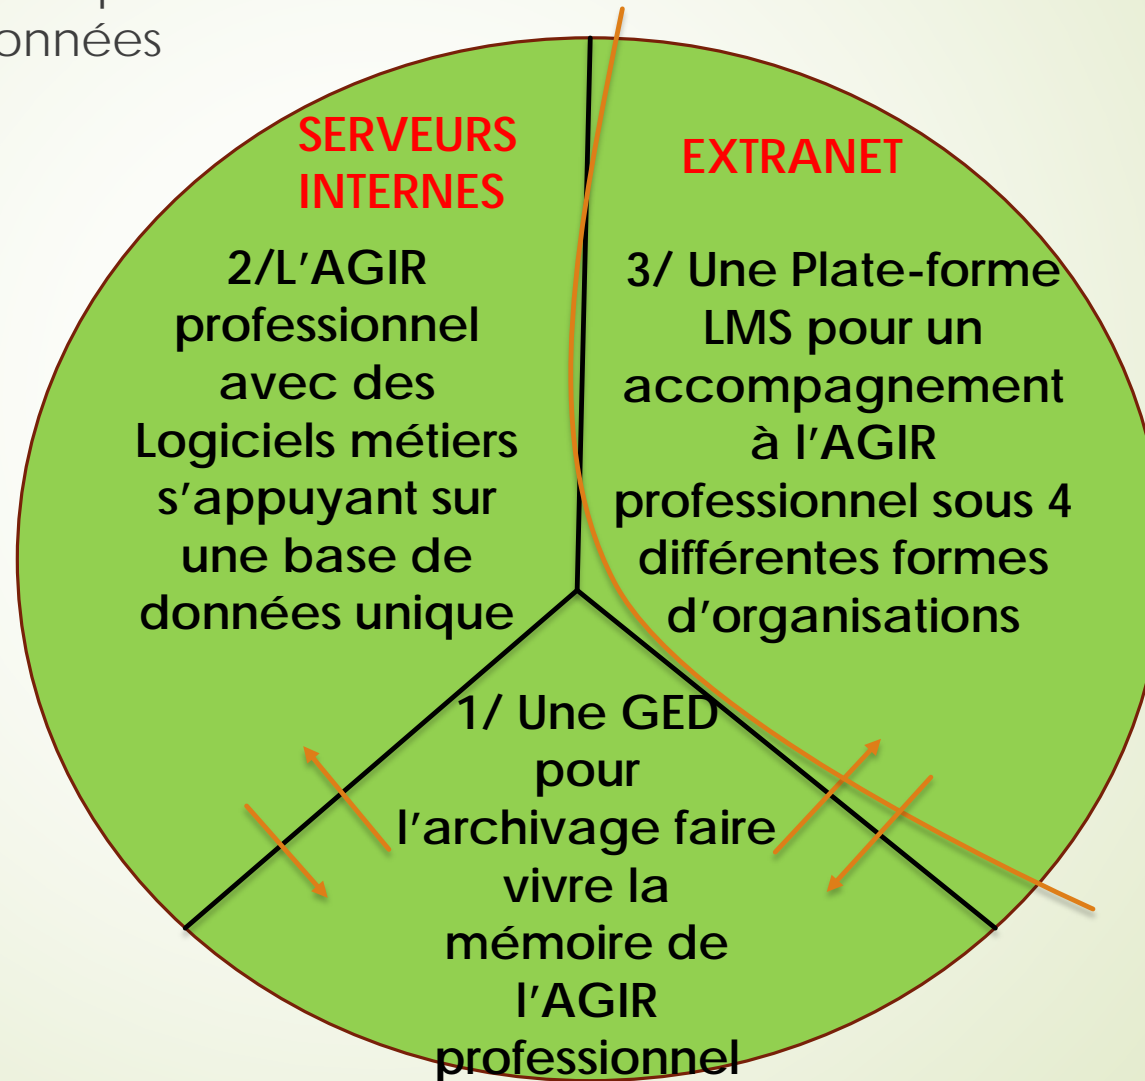 onnées
SERVEURS
INTERNES
2/L’AGIR
professionnel
avec des
Logiciels métiers
s’appuyant sur
une base de
données unique
EXTRANET
3/ Une Plate-forme
LMS pour un
accompagnement
à l’AGIR
professionnel sous 4
différentes formes
d’organisations
1/ Une GED
pour
l’archivage faire
vivre la
mémoire de
l’AGIR
professionnel